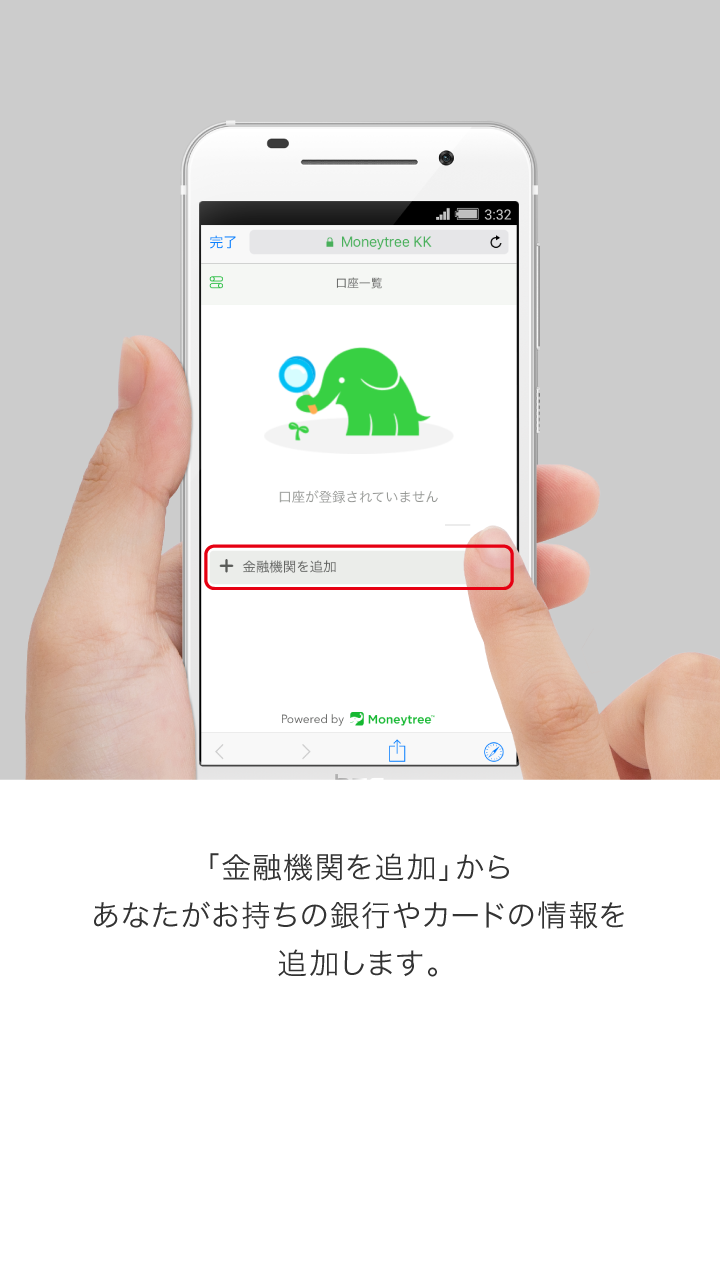 3:32
完了
Moneytree KK
口座一覧
口座が登録されていません
+ 金融機関を追加
Powered by Moneytree™
「金融機関を追加」から
あなたがお持ちの銀行やカードの情報を
追加します。